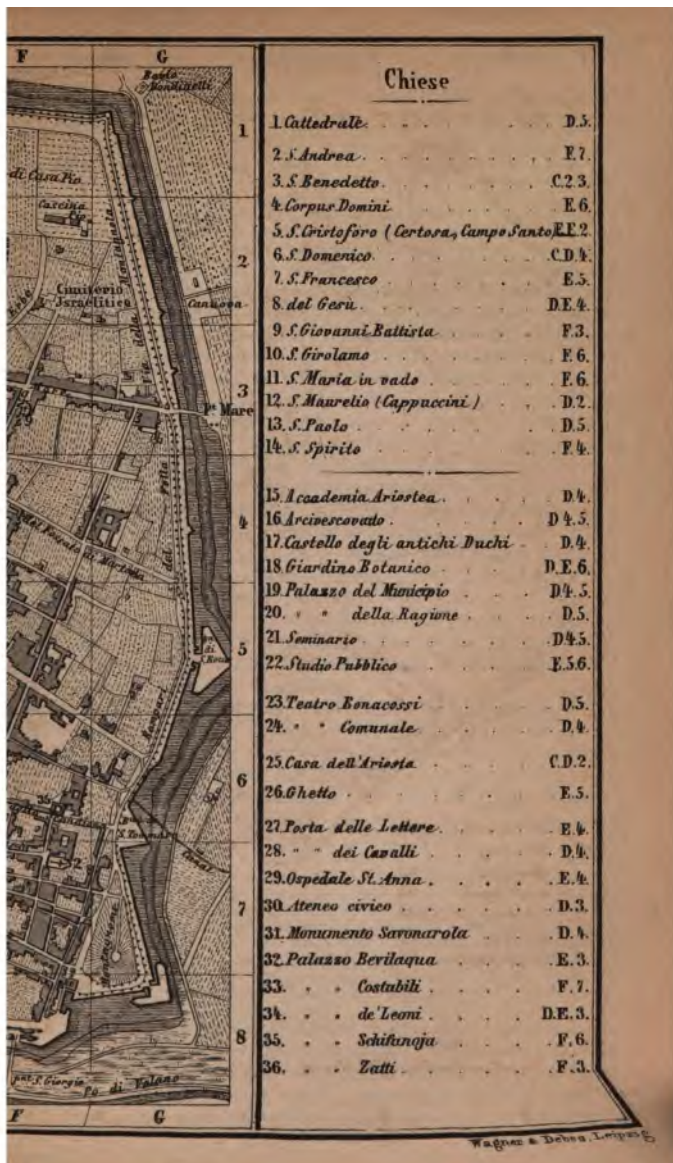 F G
Chiese
1. Cattedrale D.5.
2. S. Andrea F.7.
3. S. Benedetto C.2.3.
4. Corpus Domini E.6.
5. S. Cristoforo (Certosa, Campo Santo) E.F.2.
6. S. Domenico C.D.4.
7. S. Francesco E.5.
8. del Gesù D.E.4.
9. S. Giovanni Battista F.3.
10. S. Girolamo F.6.
11. S. Maria in vado F.6.
12. S. Maurelio (Cappuccini) D.2.
13. S. Paolo D.5.
14. S. Spirito F.4.
15. Accademia Ariostea D.4.
16. Arcivescovado D 4.5.
17. Castello degli antichi Duchi D.4.
18. Giardino Botanico D.E.6.
19. Palazzo del Municipio D4.5.
20. " " della Ragione D.5.
21. Seminario D.4.5.
22. Studio Pubblico E.5.6.
23. Teatro Bonacossi D.5.
24. " " Comunale D.4.
25. Casa dell'Ariosto C.D.2.
26. Ghetto E.5.
27. Posta delle Lettere E.4.
28. " " dei Cavalli D.4.
29. Ospedale St. Anna E.4.
30. Ateneo civico D.3.
31. Monumento Savonarola D.4.
32. Palazzo Bevilaqua E.3.
33. " " Costabili F.7.
34. " " de'Leoni D.E.3.
35. " " Schifanoja F.6.
36. " " Zatti F.3.
Wagner & Debes, Leipzig
1
2
3
4
5
6
7
8
di Casa Pio
Cascina
Cimiterio
Israelitico
Canuova
Pa Mare
della
Montagnola
Montagnone
S. Giorgio
Po di Volano
F G